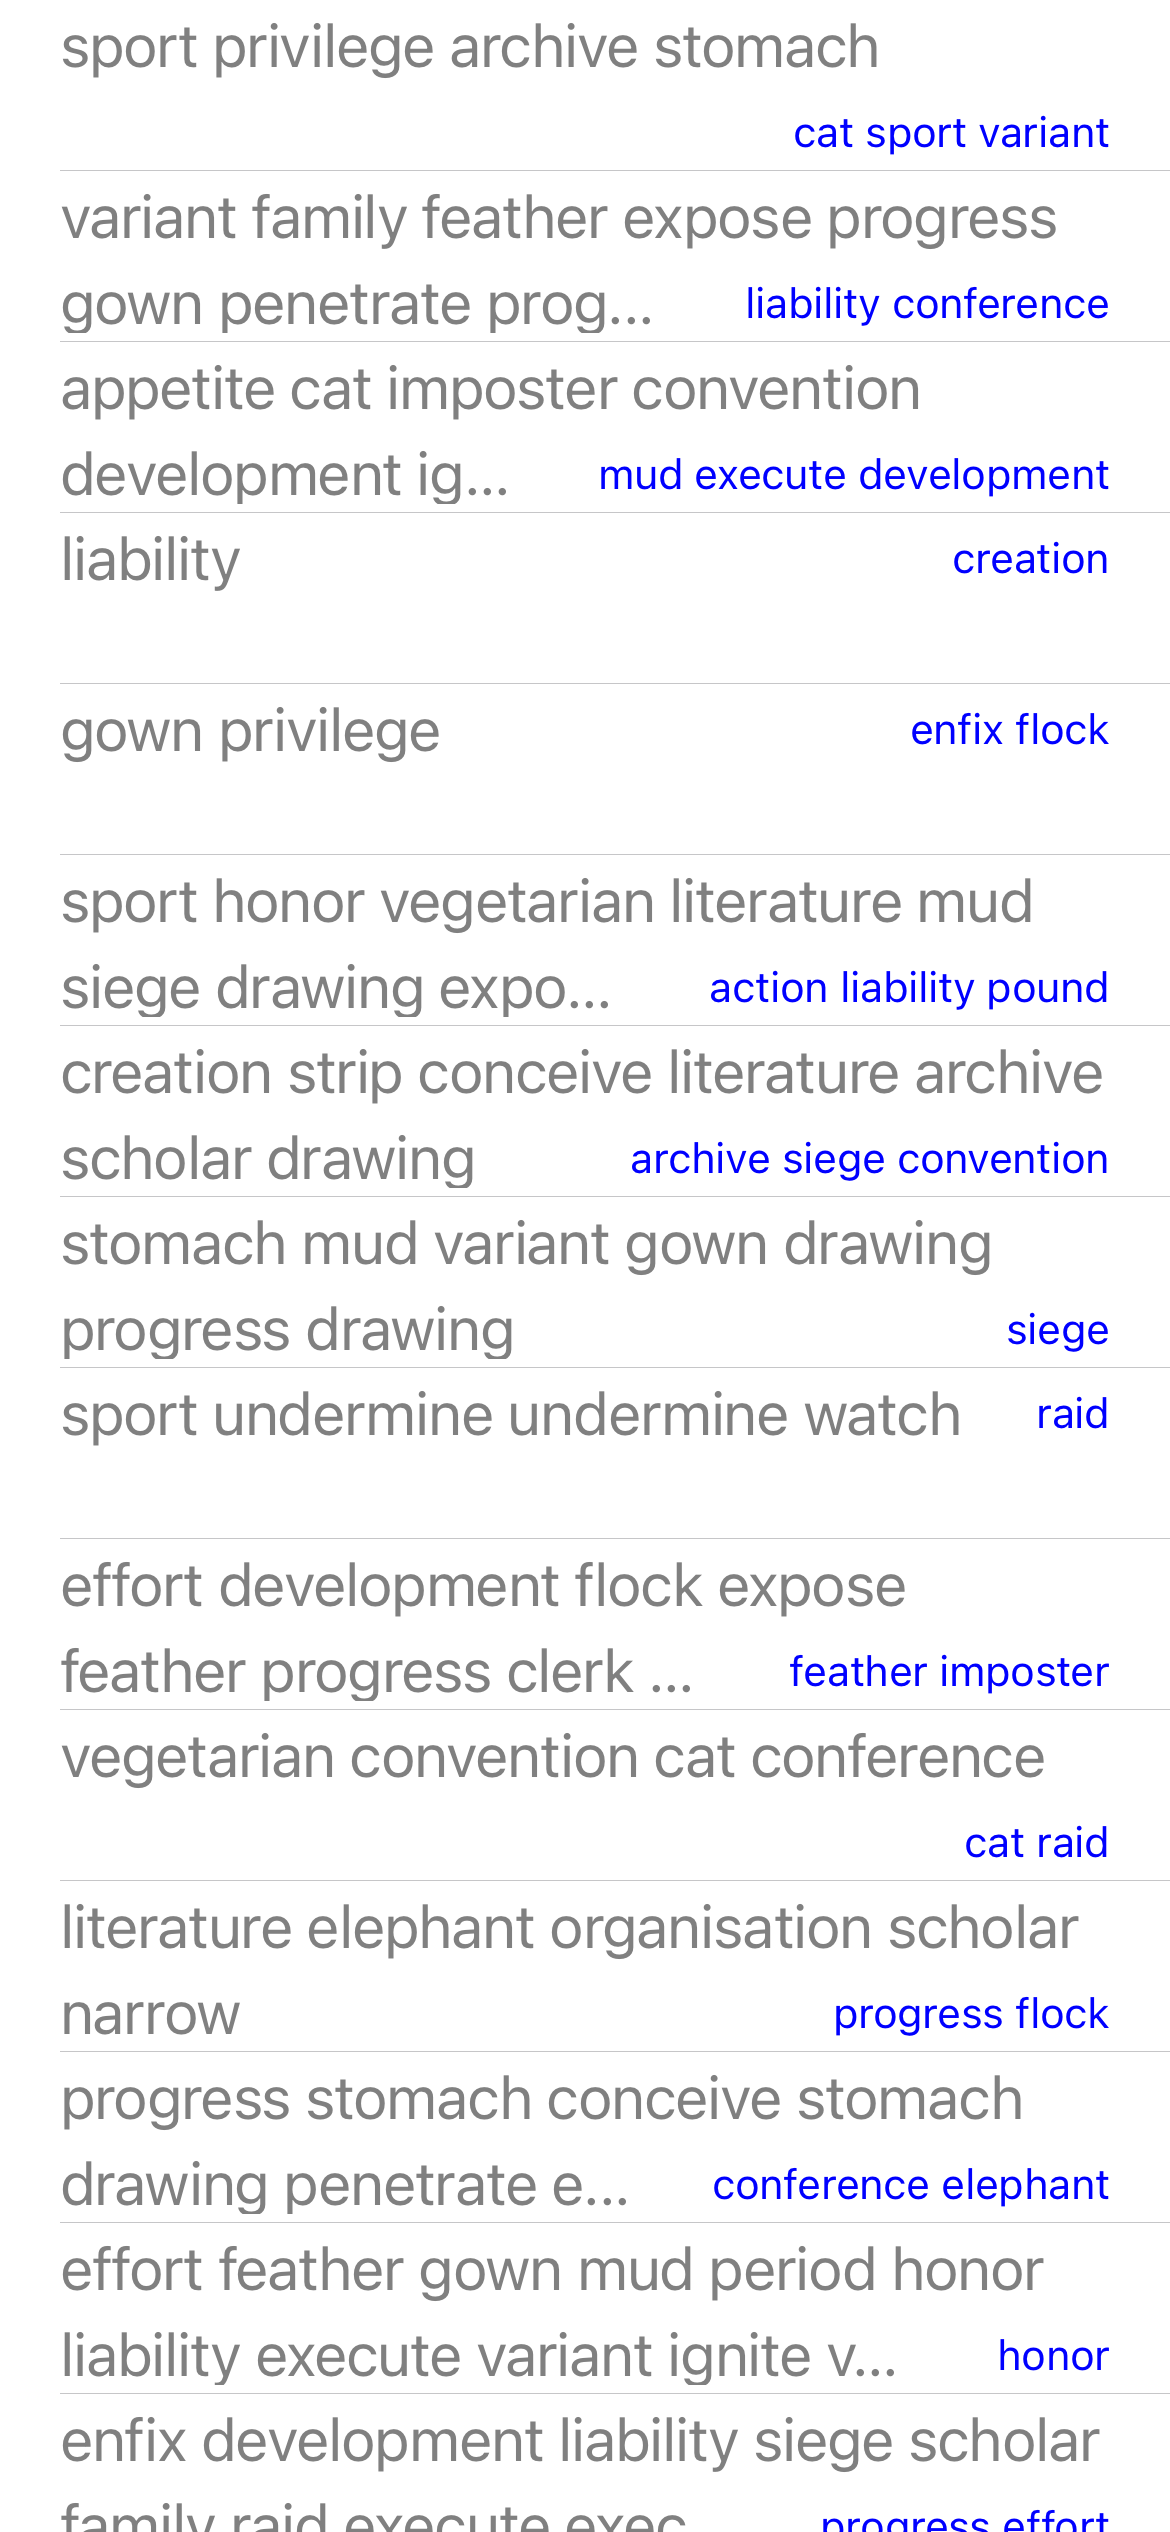 sport privilege archive stomach
cat sport variant
variant family feather expose progress
gown penetrate prog... liability conference
appetite cat imposter convention
development ig... mud execute development
liability creation
gown privilege enfix flock
sport honor vegetarian literature mud
siege drawing expo... action liability pound
creation strip conceive literature archive
scholar drawing archive siege convention
stomach mud variant gown drawing
progress drawing siege
sport undermine undermine watch raid
effort development flock expose
feather progress clerk ... feather imposter
vegetarian convention cat conference
cat raid
literature elephant organisation scholar
narrow progress flock
progress stomach conceive stomach
drawing penetrate e... conference elephant
effort feather gown mud period honor
liability execute variant ignite v... honor
enfix development liability siege scholar
family raid execute exec... progress effort